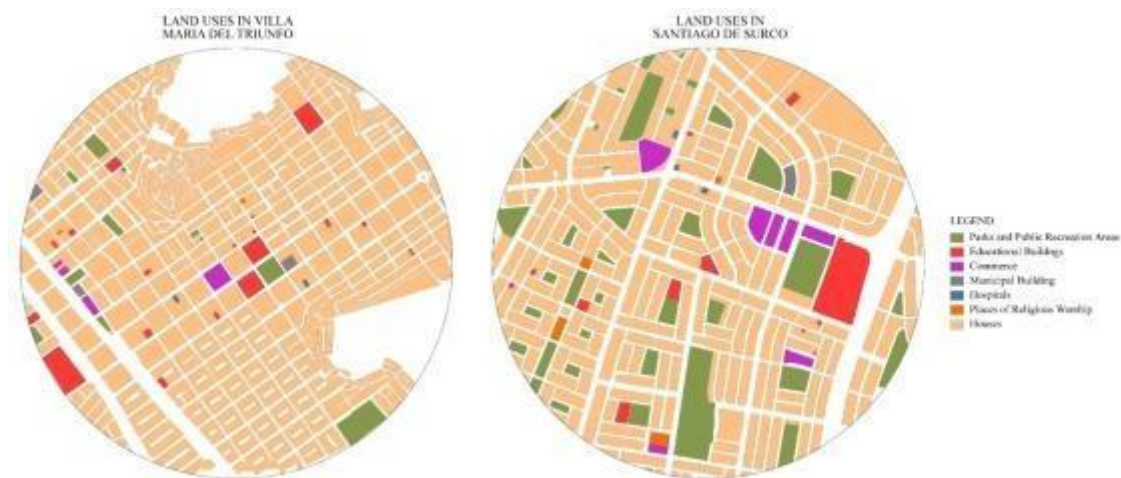 LAND USES IN VILLA
MARIA DEL TRIUNFO
LAND USES IN
SANTIAGO DE SURCO
LEGEND
Parks and Public Recreation Areas
Educational Buildings
Commerce
Municipal Building
Hospitals
Places of Religious Worship
Houses